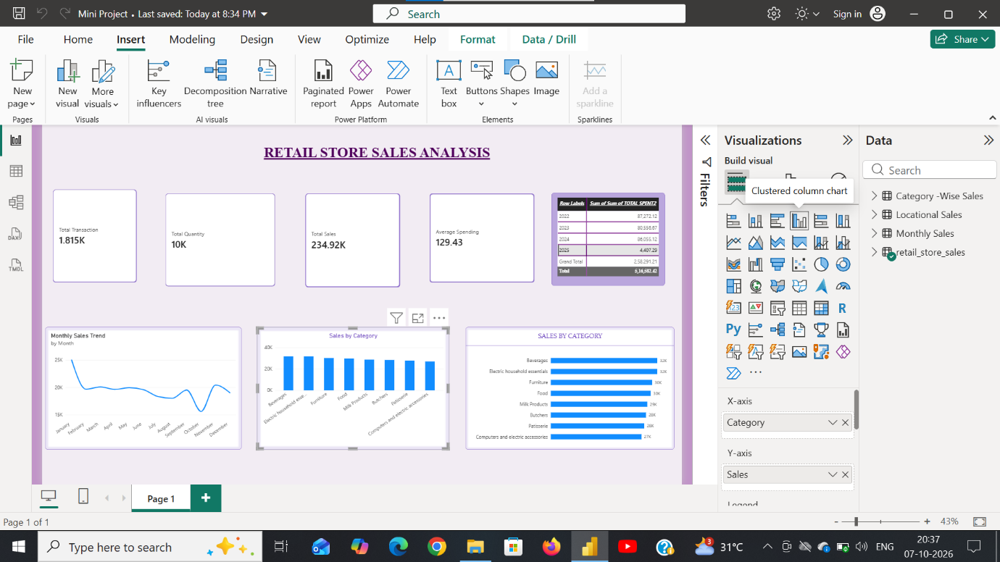 Mini Project • Last saved: Today at 8:34 PM
Search
Sign in
File Home Insert Modeling Design View Optimize Help Format Data / Drill
Share
New page
New visual
More visuals
Key influencers
Decomposition tree
Narrative
Paginated report
Power Apps
Power Automate
Text box
Buttons
Shapes
Image
Add a sparkline
Pages
Visuals
AI visuals
Power Platform
Elements
Sparklines
DAX
TMDL
RETAIL STORE SALES ANALYSIS
Total Transaction
1.815K
Total Quantity
10K
Total Sales
234.92K
Average Spending
129.43
Row Labels Sum of Sum of TOTAL SPENT2
2022 87,272.12
2023 80,556.67
2024 86,055.12
2025 4,407.29
Grand Total 2,58,291.21
Total 5,16,582.42
Monthly Sales Trend
by Month
25K
20K
15K
January February March April May June July August September October November December
Sales by Category
40K
20K
0K
Beverages Electric household esse... Furniture Food Milk Products Butchers Patisserie Computers and electric accessories
SALES BY CATEGORY
Beverages 32K
Electric household essentials 32K
Furniture 30K
Food 30K
Milk Products 29K
Butchers 28K
Patisserie 28K
Computers and electric accessories 27K
Filters
Visualizations
Build visual
Clustered column chart
123
R
Py
X-axis
Category
Y-axis
Sales
Legend
Data
Search
Category -Wise Sales
Locational Sales
Monthly Sales
retail_store_sales
Page 1
Page 1 of 1
- + 43%
Type here to search
3
31°C
ENG
20:37
07-10-2026